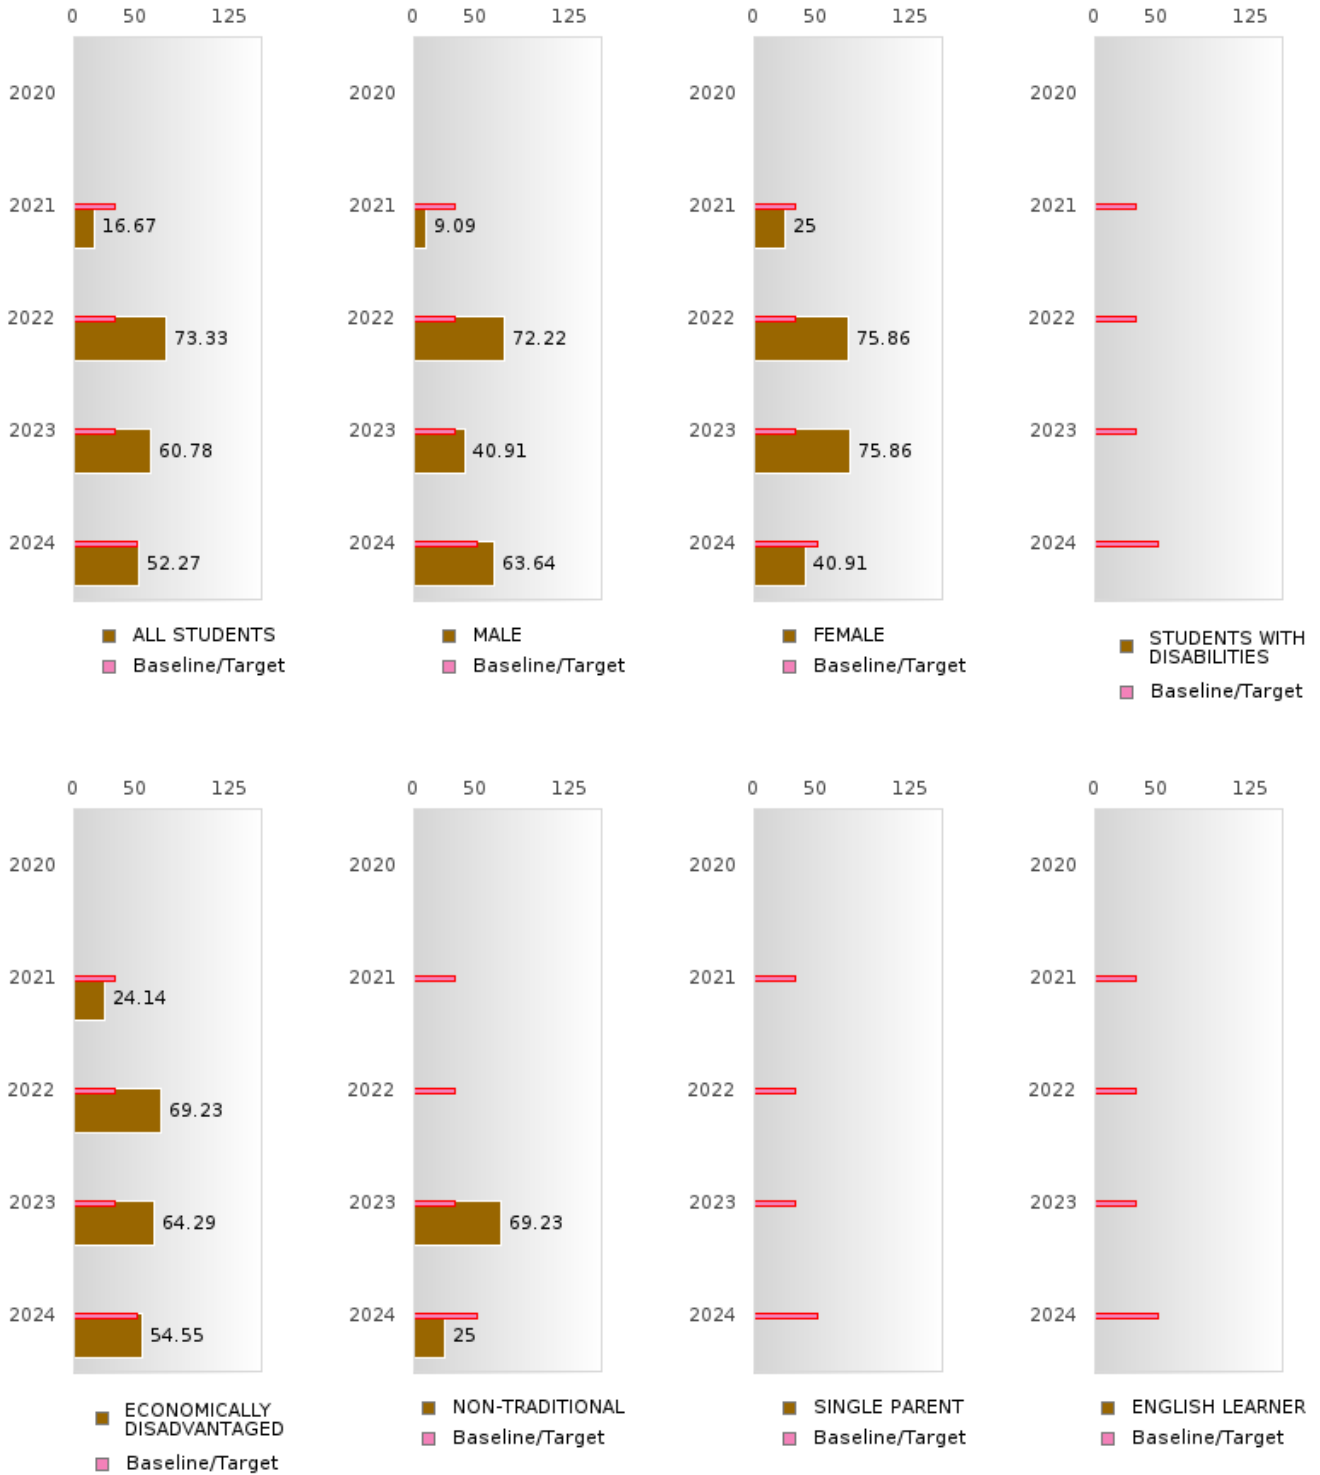 0 50 125 0 50 125 0 50 125 0 50 125
2020 2020 2020 2020
2021 2021 2021 2021
16.67 9.09 25
2022 2022 2022 2022
73.33 72.22 75.86
2023 2023 2023 2023
60.78 40.91 75.86
2024 2024 2024 2024
52.27 63.64 40.91
ALL STUDENTS MALE FEMALE STUDENTS WITH
DISABILITIES
Baseline/Target Baseline/Target Baseline/Target Baseline/Target
0 50 125 0 50 125 0 50 125 0 50 125
2020 2020 2020 2020
2021 2021 2021 2021
24.14
2022 2022 2022 2022
69.23
2023 2023 2023 2023
64.29 69.23
2024 2024 2024 2024
54.55 25
ECONOMICALLY NON-TRADITIONAL SINGLE PARENT ENGLISH LEARNER
DISADVANTAGED
Baseline/Target Baseline/Target Baseline/Target Baseline/Target